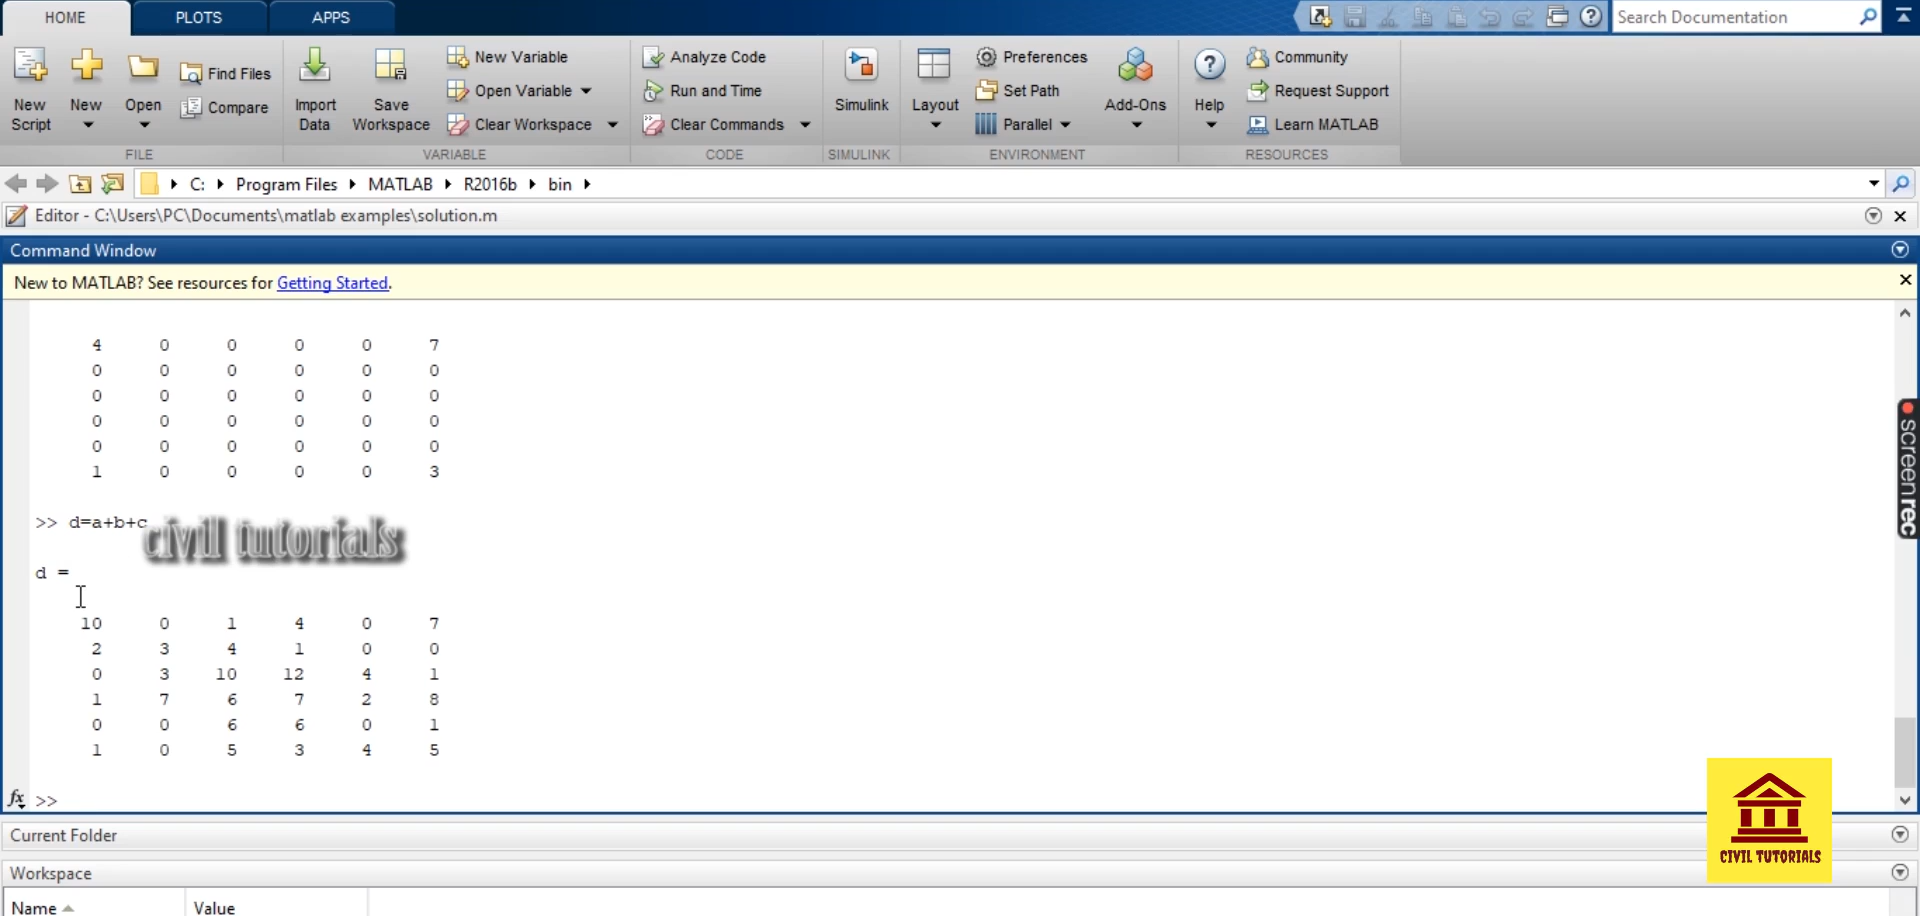 HOME PLOTS APPS Search Documentation
New Script New Open Find Files Compare Import Data Save Workspace New Variable Open Variable Clear Workspace Analyze Code Run and Time Clear Commands Simulink Layout Preferences Set Path Parallel Add-Ons Help Community Request Support Learn MATLAB
FILE VARIABLE CODE SIMULINK ENVIRONMENT RESOURCES
C: Program Files MATLAB R2016b bin
Editor - C:\Users\PC\Documents\matlab examples\solution.m
Command Window
New to MATLAB? See resources for Getting Started.
4 0 0 0 0 7
0 0 0 0 0 0
0 0 0 0 0 0
0 0 0 0 0 0
0 0 0 0 0 0
1 0 0 0 0 3
>> d=a+b+c
civil tutorials
d =
10 0 1 4 0 7
2 3 4 1 0 0
0 3 10 12 4 1
1 7 6 7 2 8
0 0 6 6 0 1
1 0 5 3 4 5
fx >>
screenrec
CIVIL TUTORIALS
Current Folder
Workspace
Name Value